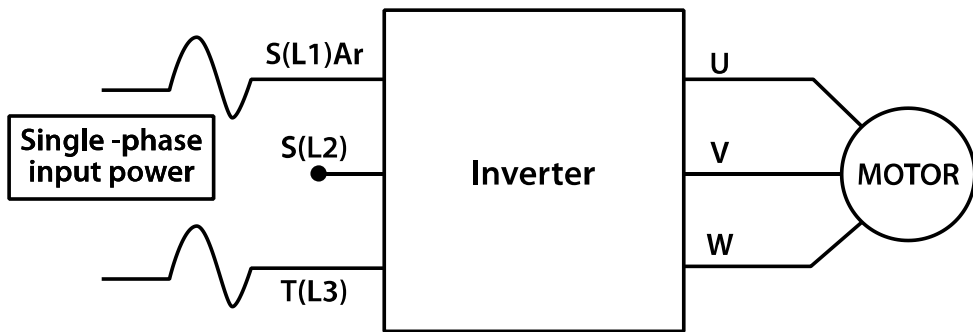 S(L1)Ar
U
Single -phase
input power
S(L2)
Inverter
V
MOTOR
W
T(L3)